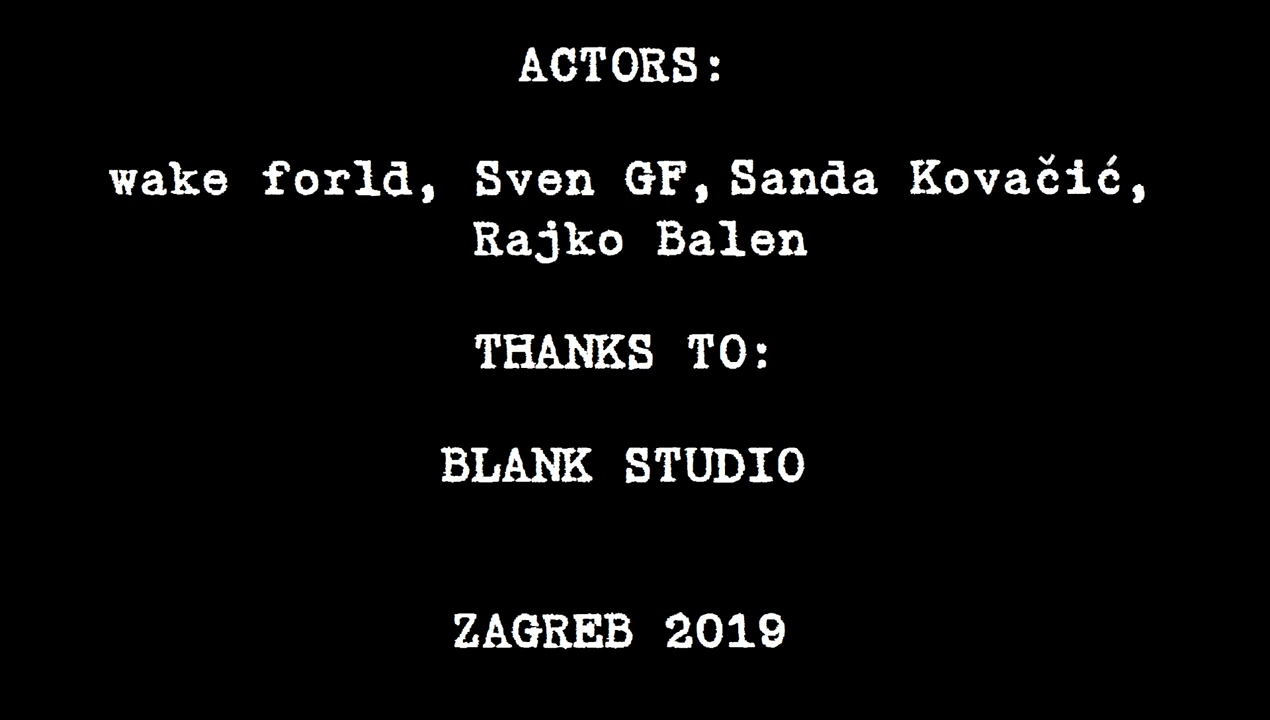 ACTORS:
wake forld, Sven GF, Sanda Kovačić,
Rajko Balen
THANKS TO:
BLANK STUDIO
ZAGREB 2019